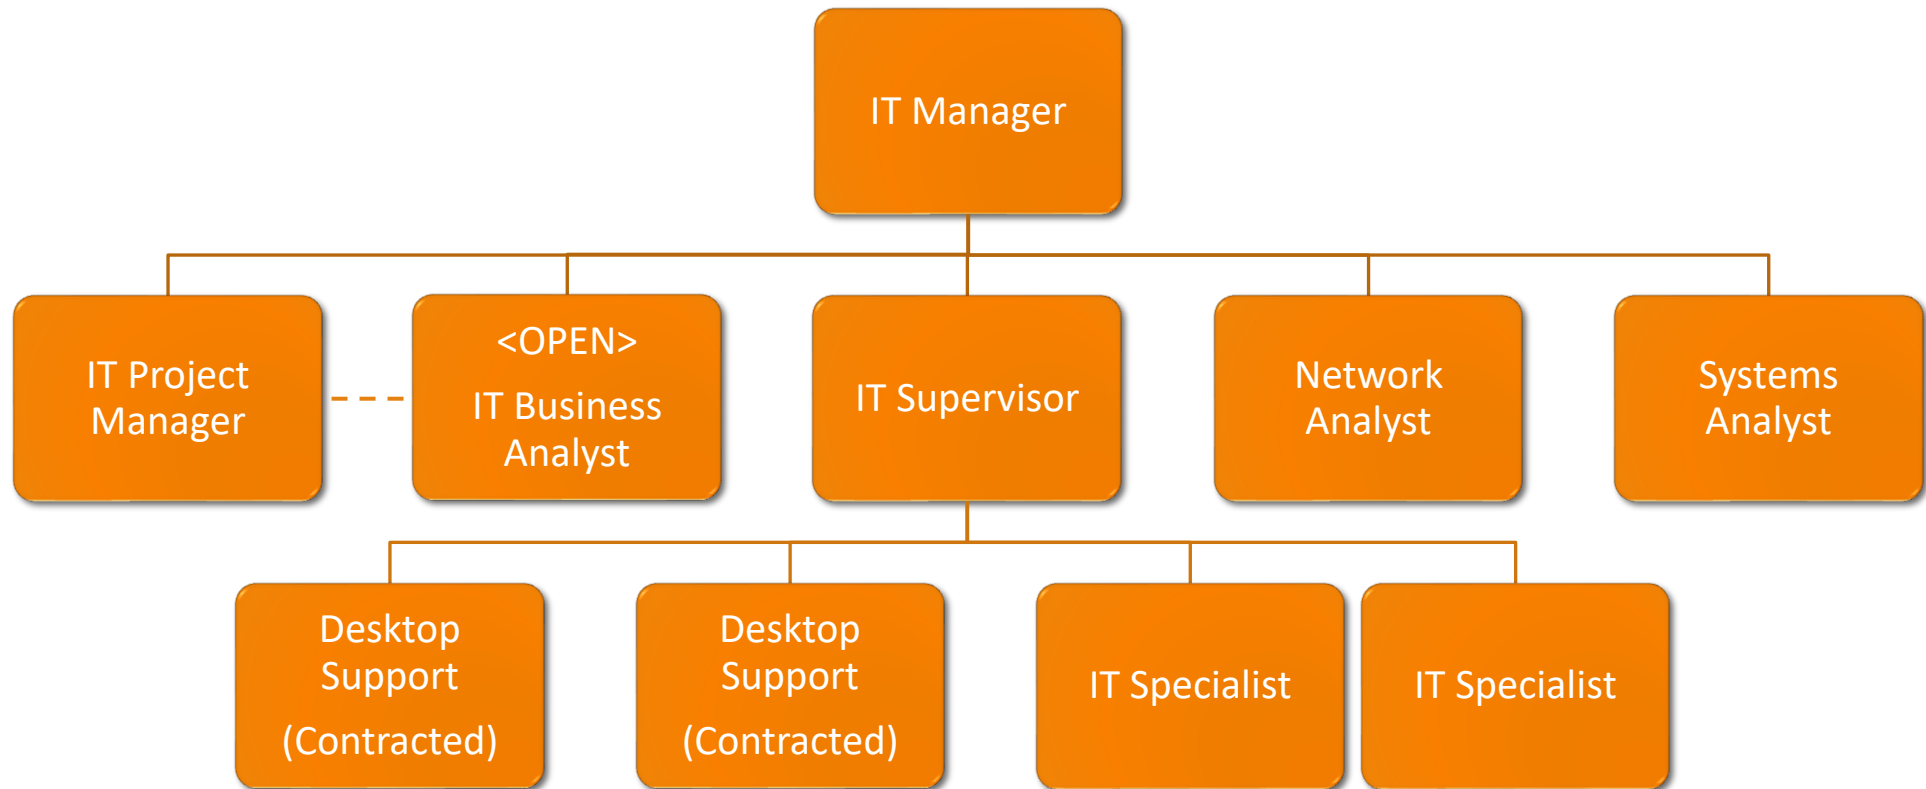 IT Manager
IT Project
Manager
<OPEN>
IT Business
Analyst
IT Supervisor
Network
Analyst
Systems
Analyst
Desktop
Support
(Contracted)
Desktop
Support
(Contracted)
IT Specialist
IT Specialist